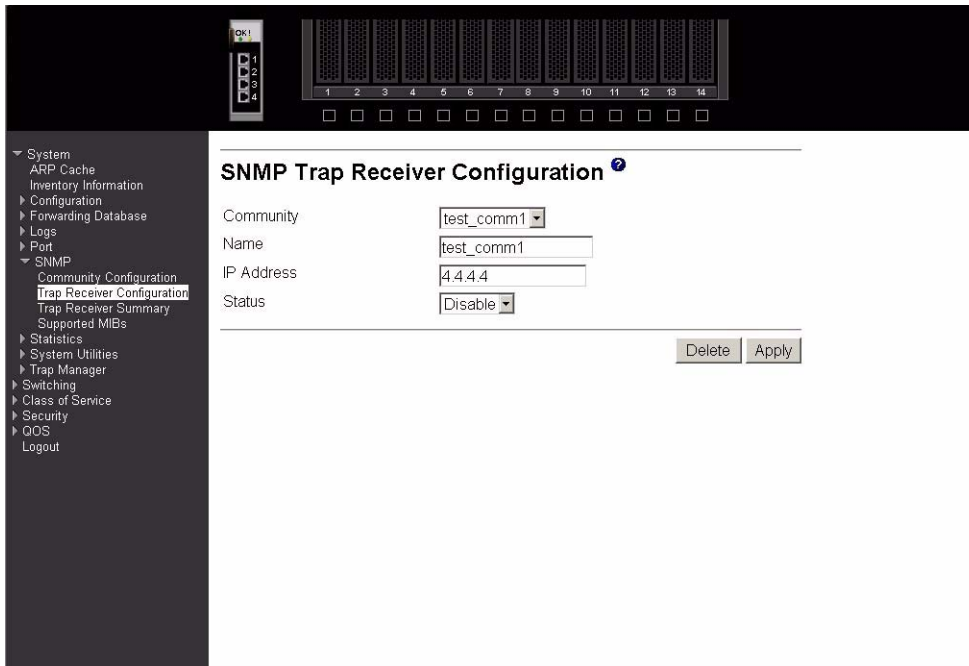 OK!
1
2
3
4
1 2 3 4 5 6 7 8 9 10 11 12 13 14
System
ARP Cache
Inventory Information
Configuration
Forwarding Database
Logs
Port
SNMP
Community Configuration
Trap Receiver Configuration
Trap Receiver Summary
Supported MIBs
Statistics
System Utilities
Trap Manager
Switching
Class of Service
Security
QOS
Logout
SNMP Trap Receiver Configuration ?
Community test_comm1
Name test_comm1
IP Address 4.4.4.4
Status Disable
Delete Apply